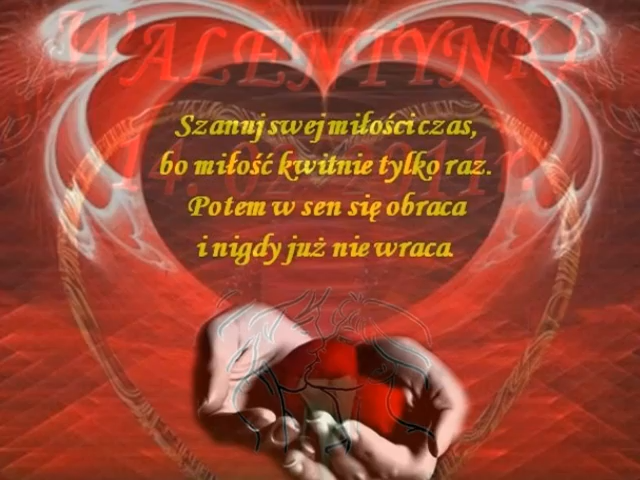 WALENTYNKI
Szanuj swej miłości czas,
14.02.2011r.
bo miłość kwitnie tylko raz.
Potem w sen się obraca
i nigdy już nie wraca.